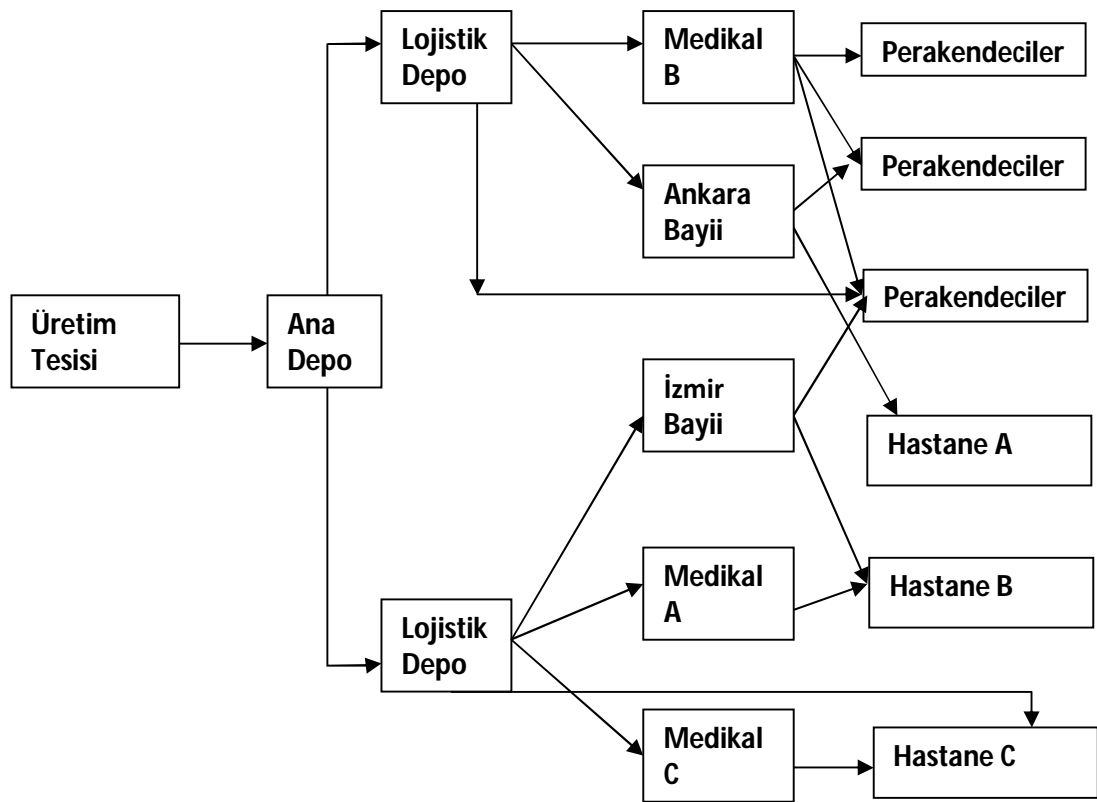 Lojistik
Depo
Medikal
B
Perakendeciler
Perakendeciler
Ankara
Bayii
Perakendeciler
Üretim
Tesisi
Ana
Depo
İzmir
Bayii
Hastane A
Medikal
A
Hastane B
Lojistik
Depo
Medikal
C
Hastane C